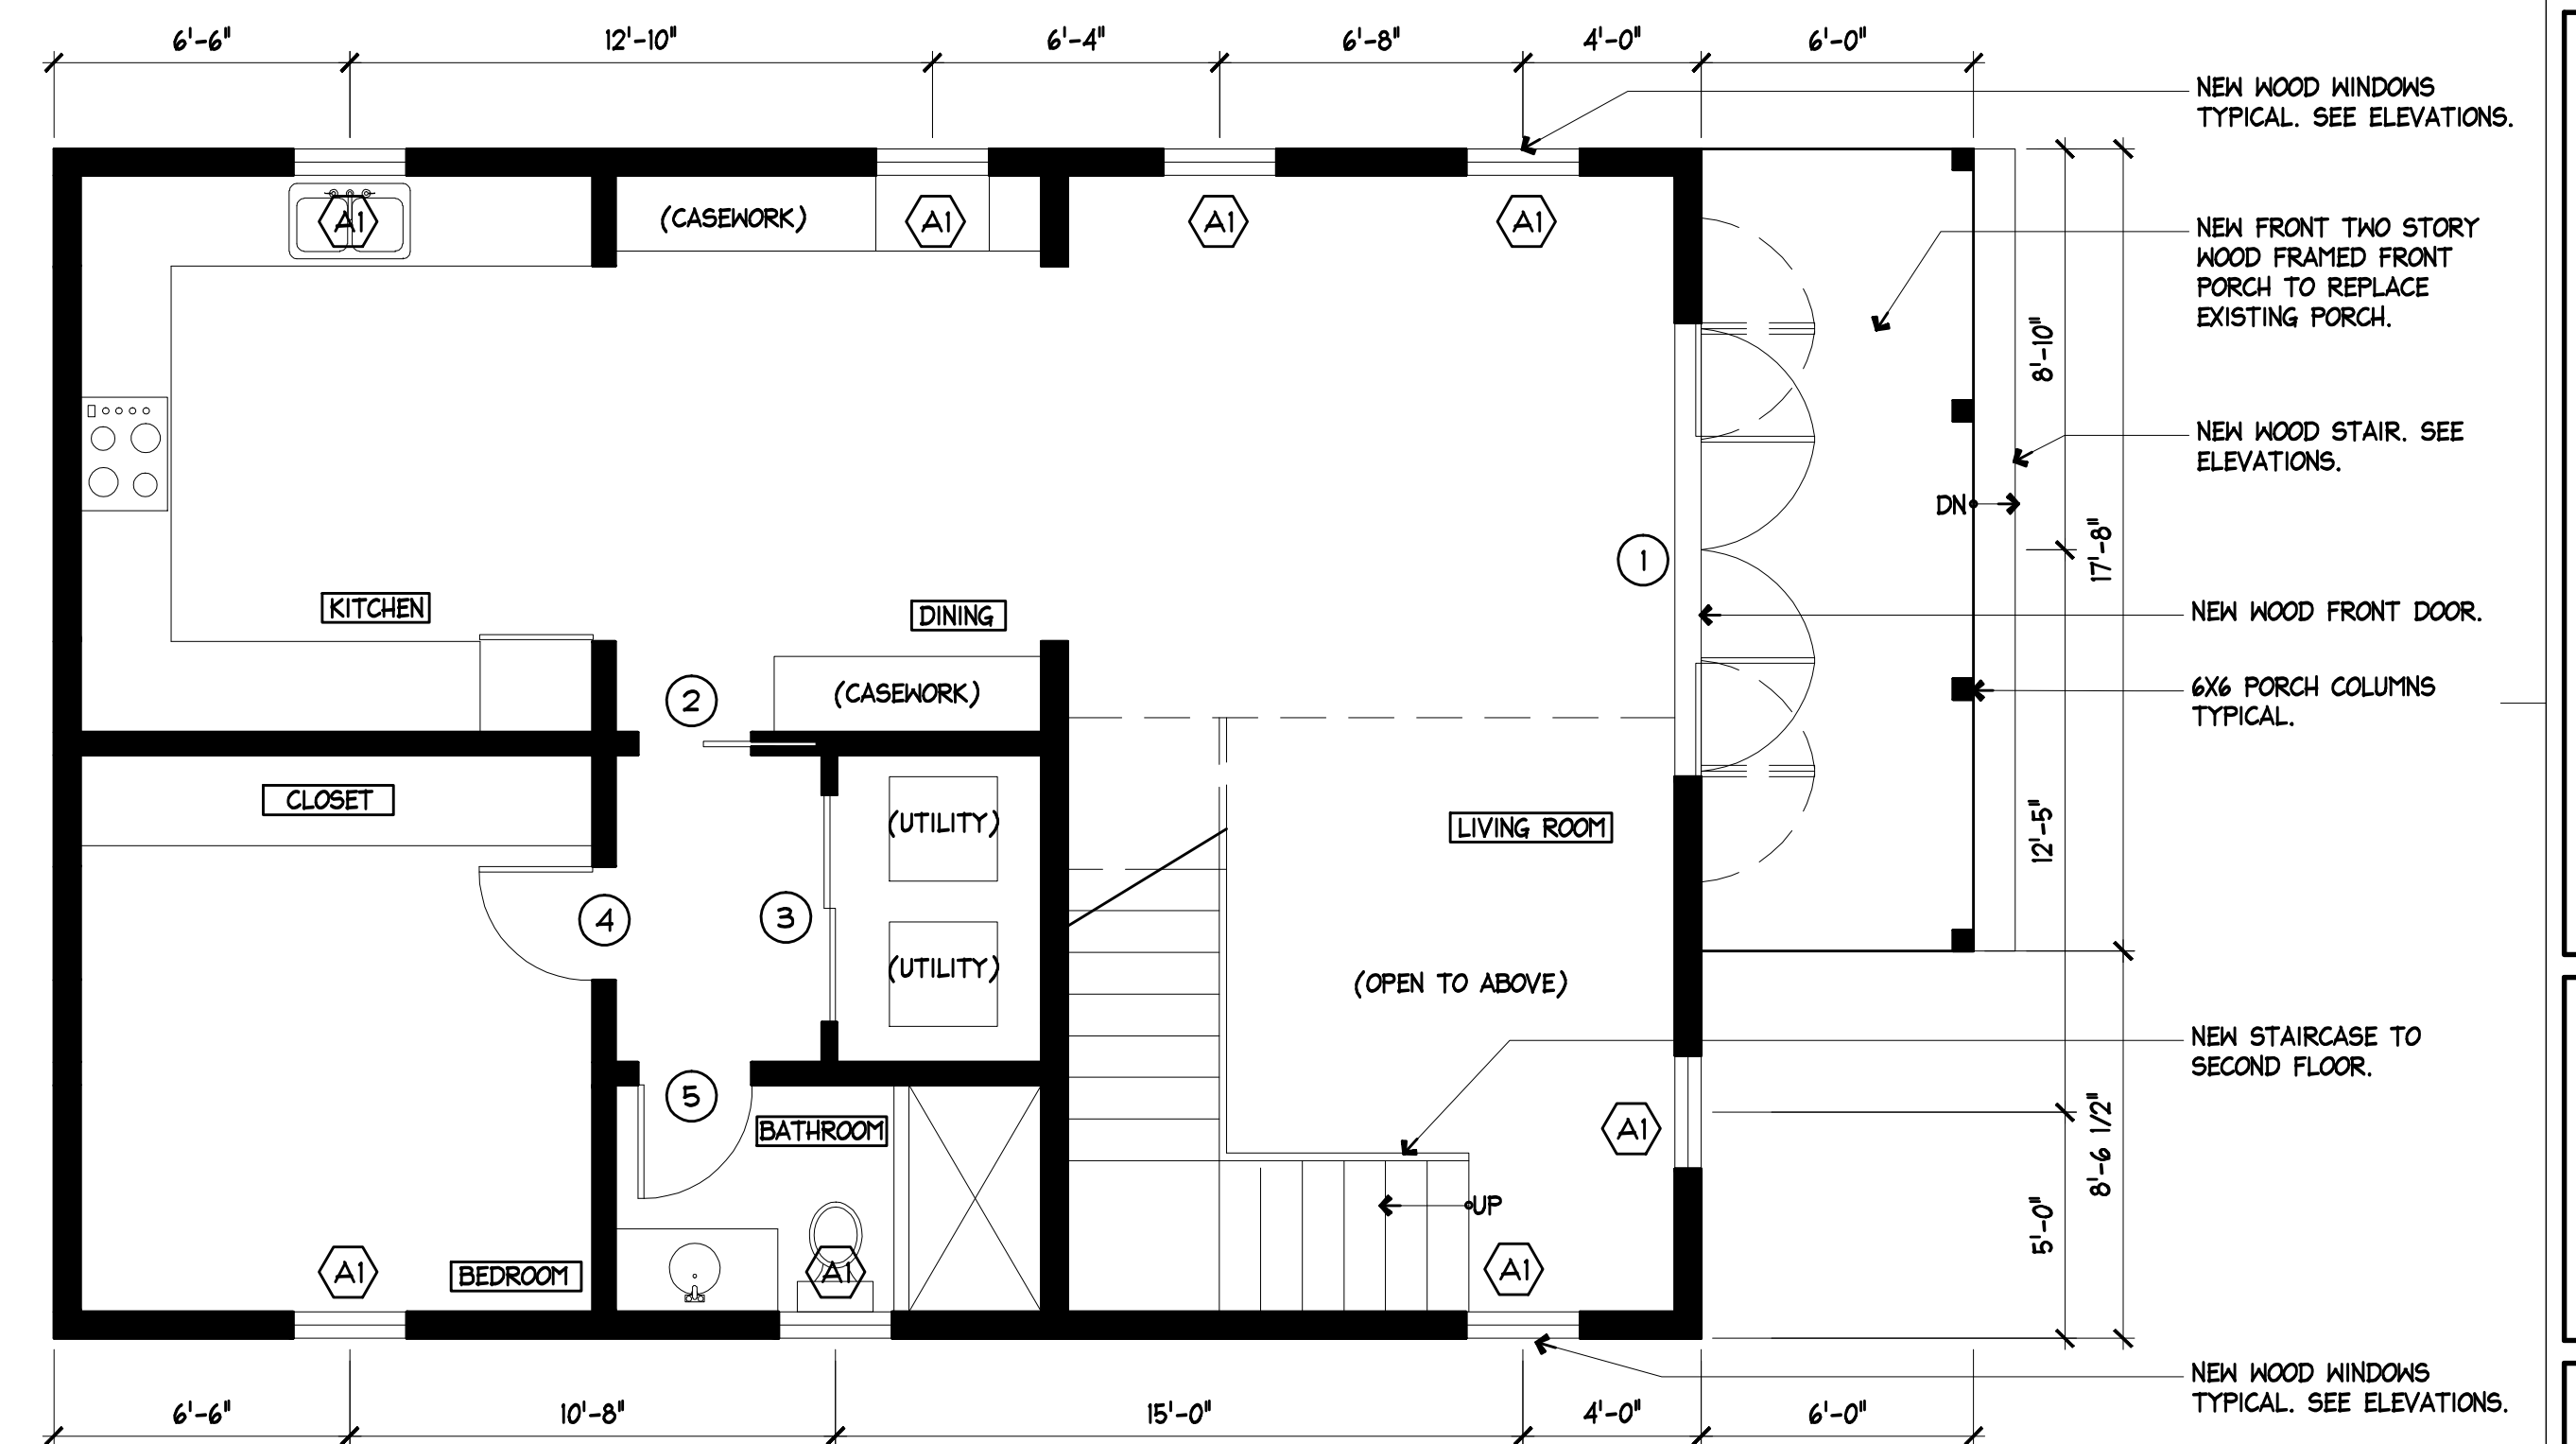 6'-6"
12'-10"
6'-4"
6'-8"
4'-0"
6'-0"
NEW WOOD WINDOWS
TYPICAL. SEE ELEVATIONS.
A1
(CASEWORK)
A1
A1
A1
NEW FRONT TWO STORY
WOOD FRAMED FRONT
PORCH TO REPLACE
EXISTING PORCH.
8'-10"
NEW WOOD STAIR. SEE
ELEVATIONS.
DN
17'-8"
1
KITCHEN
DINING
NEW WOOD FRONT DOOR.
2
(CASEWORK)
6X6 PORCH COLUMNS
TYPICAL.
CLOSET
(UTILITY)
LIVING ROOM
12'-5"
4
3
(UTILITY)
(OPEN TO ABOVE)
NEW STAIRCASE TO
SECOND FLOOR.
5
BATHROOM
A1
8'-6 1/2"
UP
5'-0"
A1
BEDROOM
A1
A1
NEW WOOD WINDOWS
TYPICAL. SEE ELEVATIONS.
6'-6"
10'-8"
15'-0"
4'-0"
6'-0"